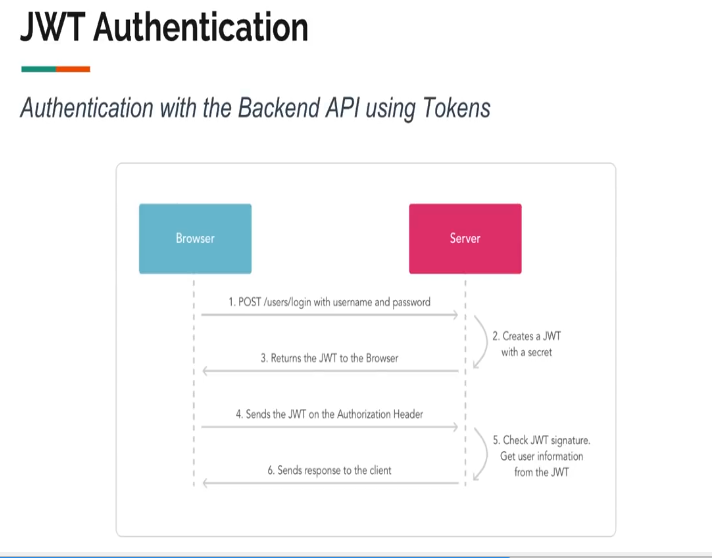 JWT Authentication
Authentication with the Backend API using Tokens
Browser
Server
1. POST /users/login with username and password
2. Creates a JWT
with a secret
3. Returns the JWT to the Browser
4. Sends the JWT on the Authorization Header
5. Check JWT signature.
Get user information
from the JWT
6. Sends response to the client